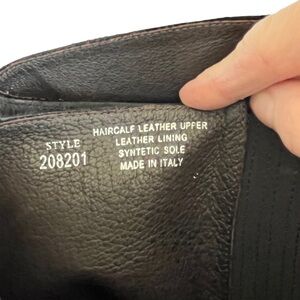 STYLE
208201
HAIRCALF LEATHER UPPER
LEATHER LINING
SYNTETIC SOLE
MADE IN ITALY